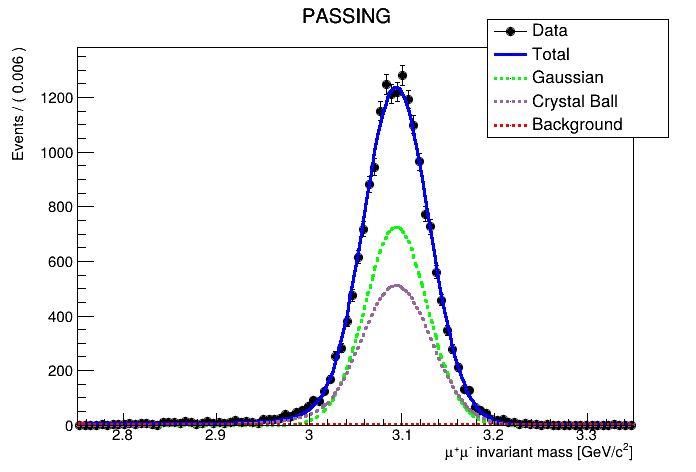 PASSING
Data
Total
Gaussian
Crystal Ball
Background
Events / ( 0.006 )
1200
1000
800
600
400
200
0
2.8 2.9 3 3.1 3.2 3.3
μ⁺μ⁻ invariant mass [GeV/c²]